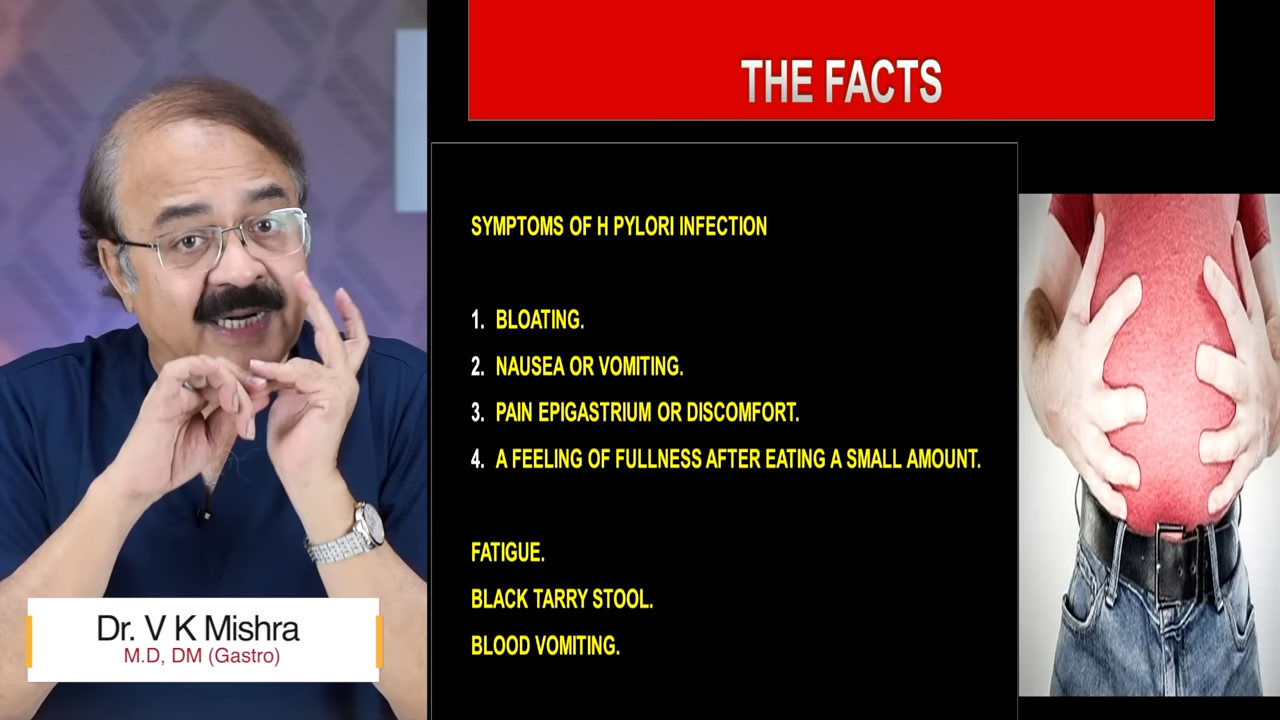 THE FACTS
SYMPTOMS OF H PYLORI INFECTION
1. BLOATING.
2. NAUSEA OR VOMITING.
3. PAIN EPIGASTRIUM OR DISCOMFORT.
4. A FEELING OF FULLNESS AFTER EATING A SMALL AMOUNT.
FATIGUE.
BLACK TARRY STOOL.
BLOOD VOMITING.
Dr. V K Mishra
M.D, DM (Gastro)